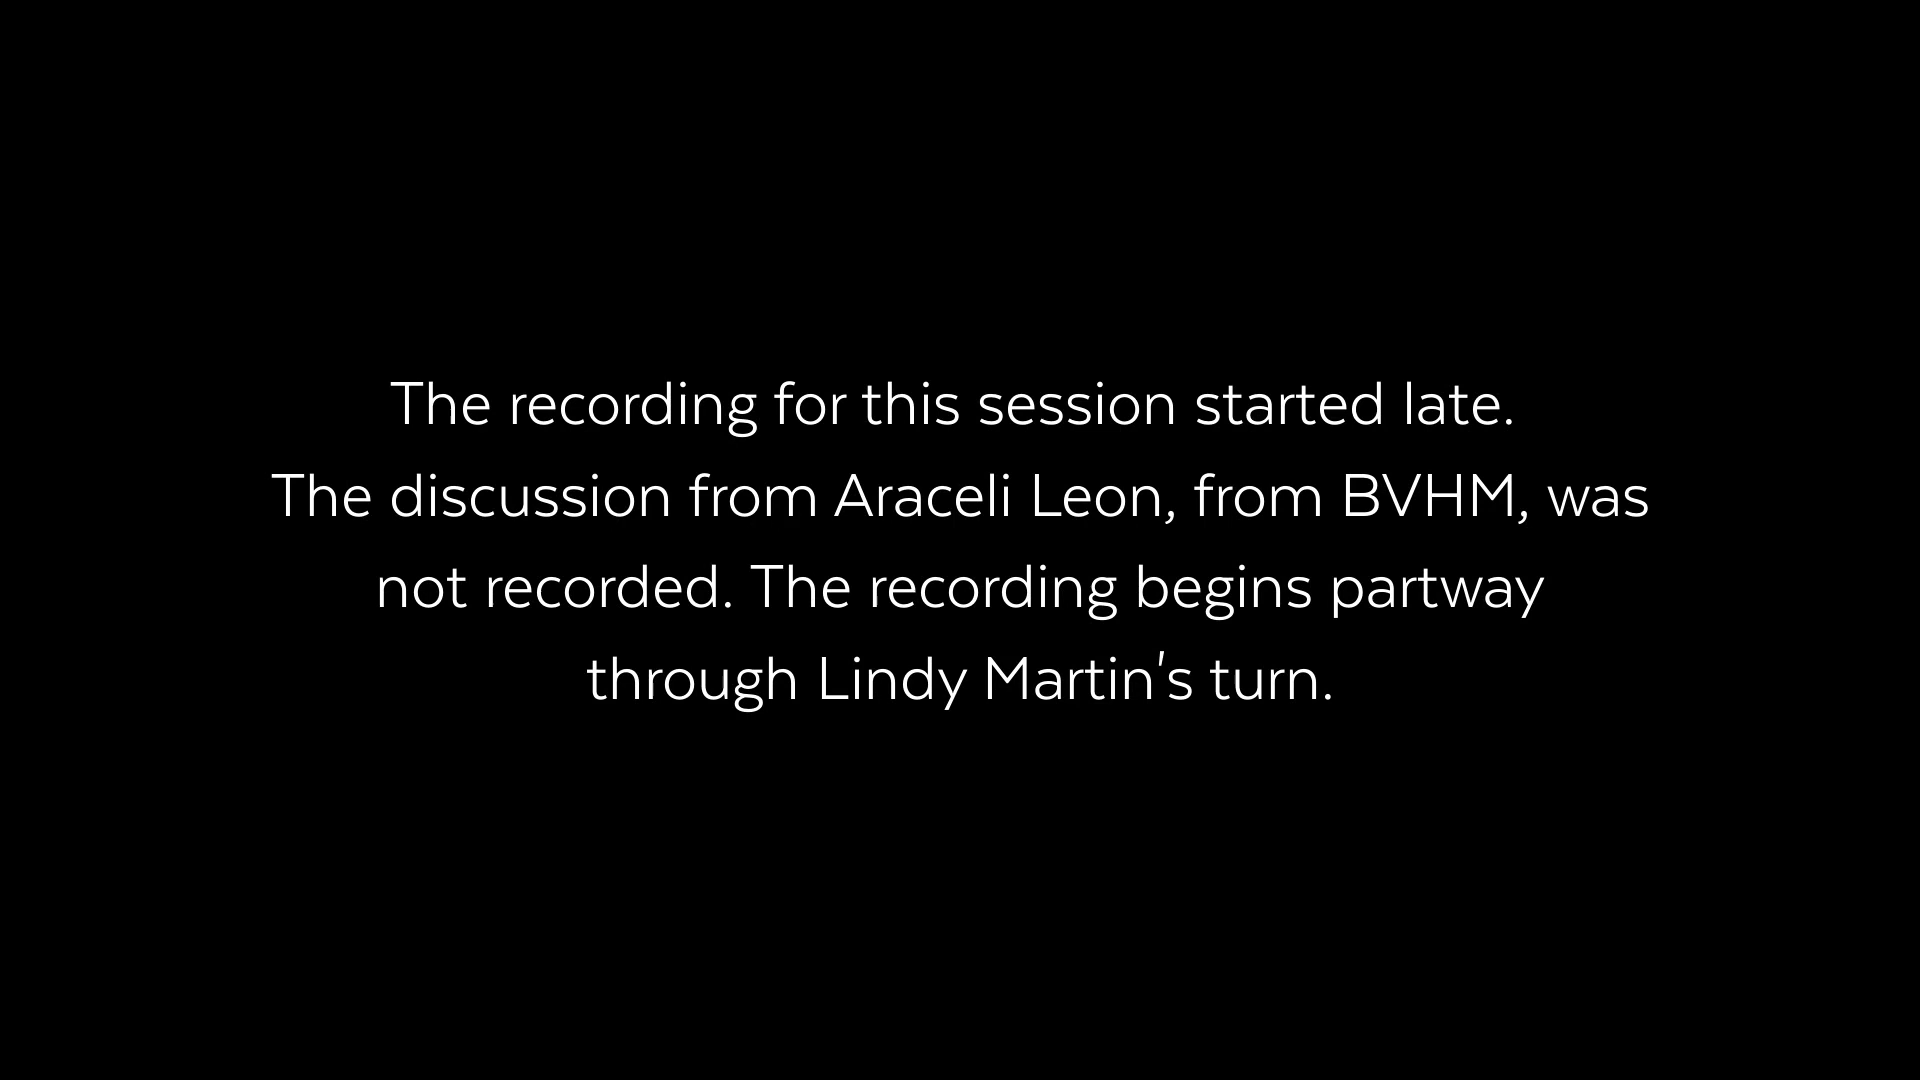 The recording for this session started late.
The discussion from Araceli Leon, from BVHM, was
not recorded. The recording begins partway
through Lindy Martin's turn.